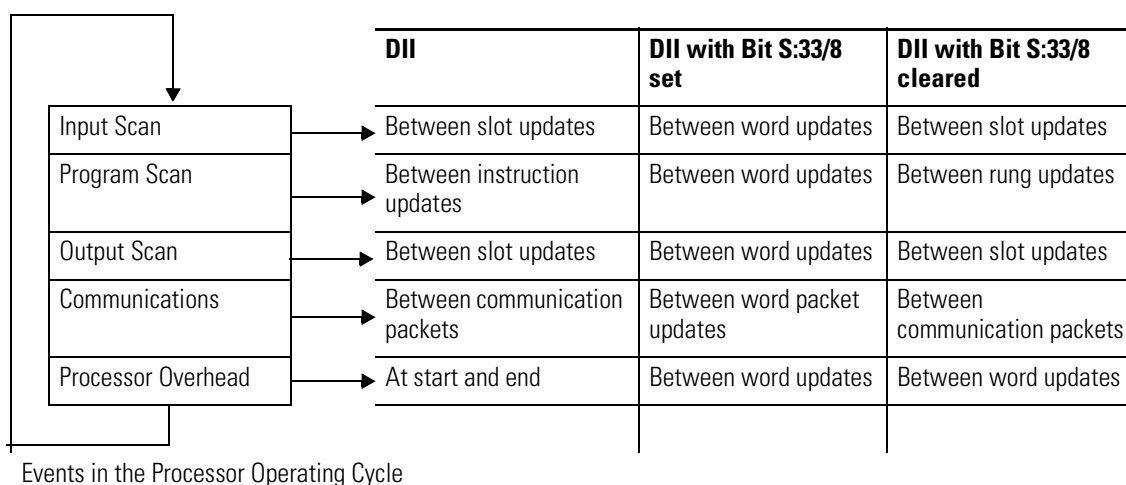 DII DII with Bit S:33/8 DII with Bit S:33/8
set cleared
Input Scan Between slot updates Between word updates Between slot updates
Program Scan Between instruction Between word updates Between rung updates
updates
Output Scan Between slot updates Between word updates Between slot updates
Communications Between communication Between word packet Between
packets updates communication packets
Processor Overhead At start and end Between word updates Between word updates
Events in the Processor Operating Cycle